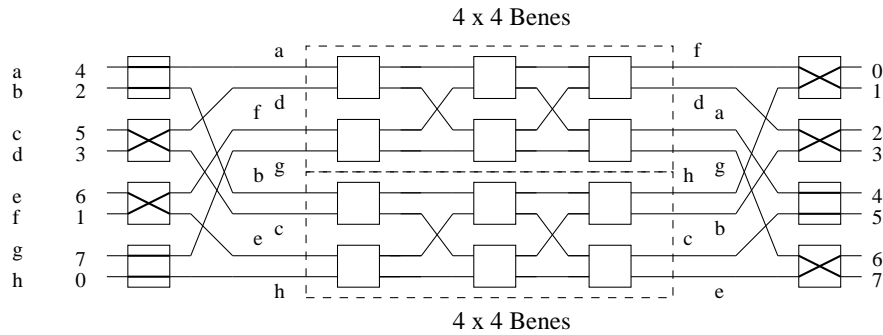 4 x 4 Benes
a f
a 4 0
b 2 1
d d
f a
c 5 2
d 3 3
b g g
h
e 6 4
f 1 5
c b
e c
g 7 6
h 0 7
h e
4 x 4 Benes